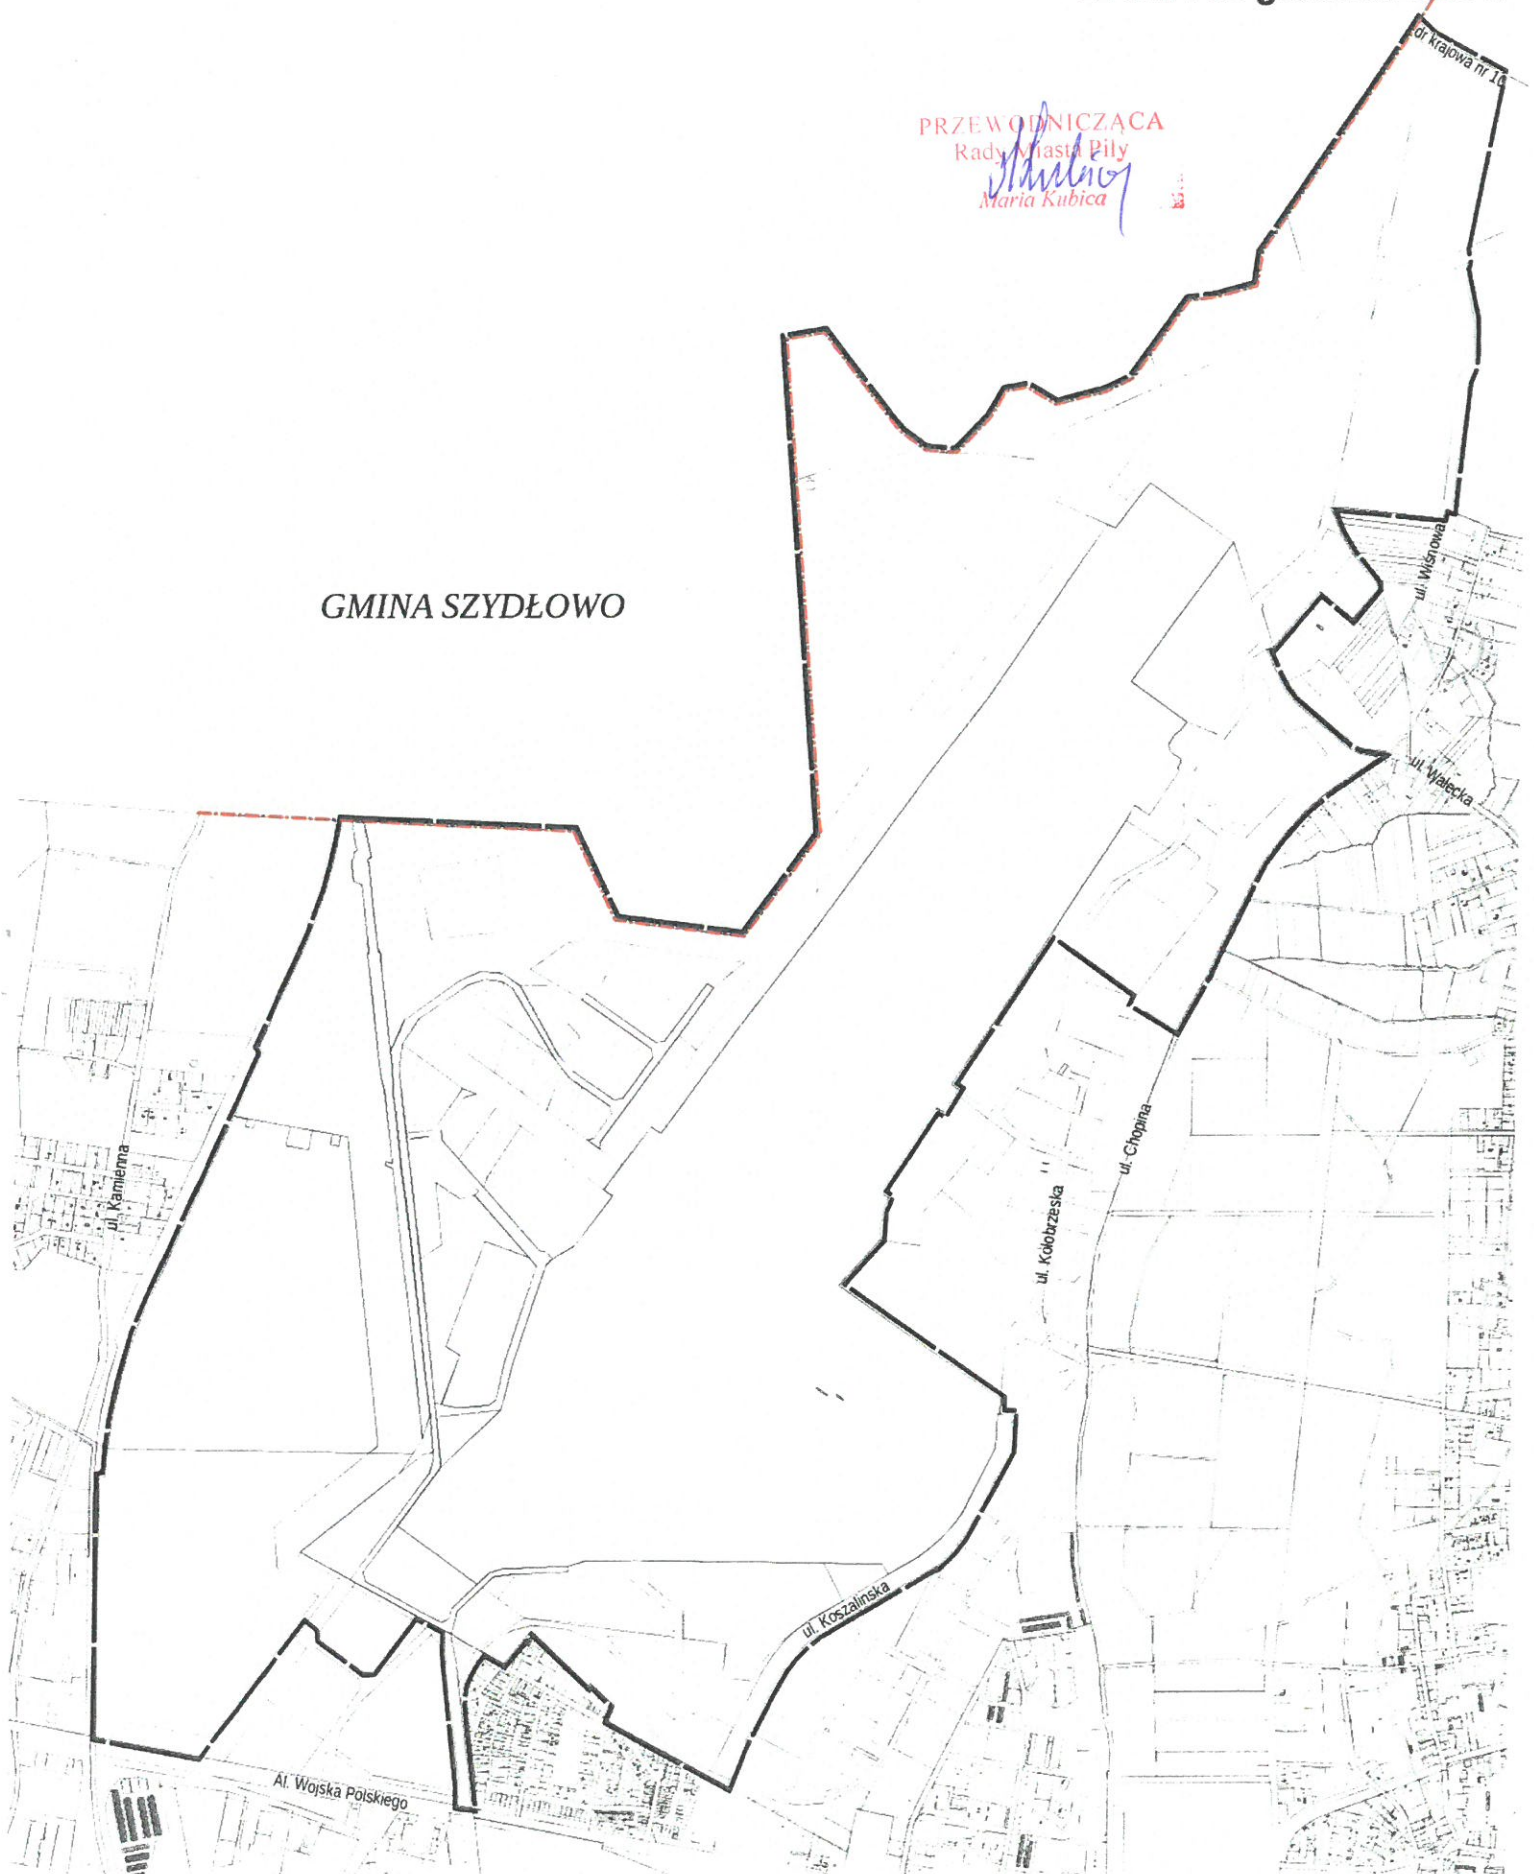 dr krajowa nr 10
PRZEWODNICZĄCA
Rady Miasta Piły
Maria Kubica
ul. Wiśniowa
GMINA SZYDŁOWO
ul. Wałecka
ul. Chopina
ul. Kamienna
ul. Kołobrzeska
ul. Koszalińska
Al. Wojska Polskiego